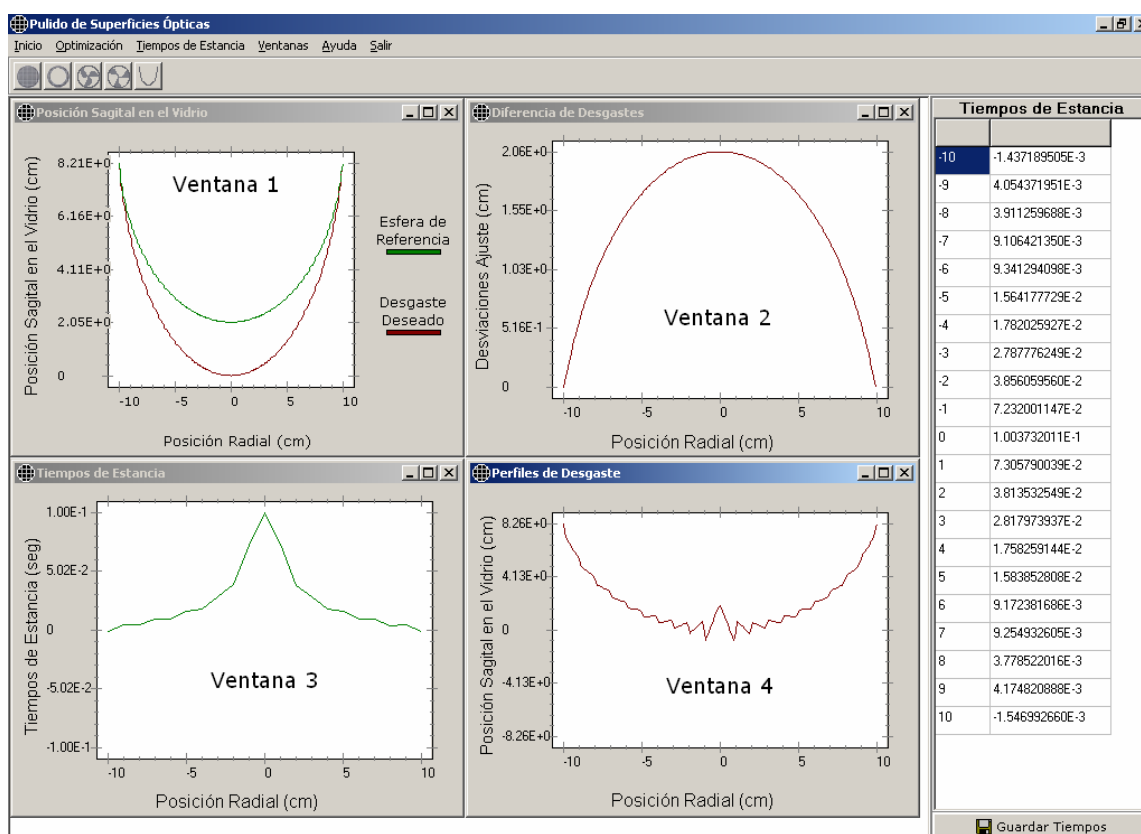 Pulido de Superficies Ópticas
Inicio Optimización Tiempos de Estancia Ventanas Ayuda Salir
Posición Sagital en el Vidrio
Posición Sagital en el Vidrio (cm)
8.21E+0
6.16E+0
4.11E+0
2.05E+0
0
Ventana 1
Esfera de
Referencia
Desgaste
Deseado
-10 -5 0 5 10
Posición Radial (cm)
Diferencia de Desgastes
Desviaciones Ajuste (cm)
2.06E+0
1.55E+0
1.03E+0
5.16E-1
0
Ventana 2
-10 -5 0 5 10
Posición Radial (cm)
Tiempos de Estancia
Tiempos de Estancia (seg)
1.00E-1
5.02E-2
0
-5.02E-2
-1.00E-1
Ventana 3
-10 -5 0 5 10
Posición Radial (cm)
Perfiles de Desgaste
Posición Sagital en el Vidrio (cm)
8.26E+0
4.13E+0
0
-4.13E+0
-8.26E+0
Ventana 4
-10 -5 0 5 10
Posición Radial (cm)
Tiempos de Estancia
-10 -1.437189505E-3
-9 4.054371951E-3
-8 3.911259688E-3
-7 9.106421350E-3
-6 9.341294098E-3
-5 1.564177729E-2
-4 1.782025927E-2
-3 2.787776249E-2
-2 3.856059560E-2
-1 7.232001147E-2
0 1.003732011E-1
1 7.305790039E-2
2 3.813532549E-2
3 2.817973937E-2
4 1.758259144E-2
5 1.583852808E-2
6 9.172381686E-3
7 9.254932605E-3
8 3.778522016E-3
9 4.174820888E-3
10 -1.546992660E-3
Guardar Tiempos